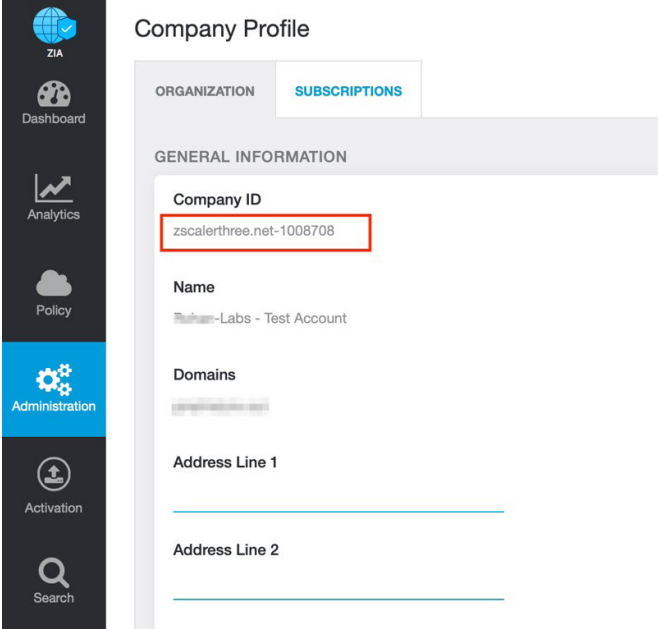 ZIA
Dashboard
Analytics
Policy
Administration
Activation
Search
Company Profile
ORGANIZATION
SUBSCRIPTIONS
GENERAL INFORMATION
Company ID
zscalerthree.net-1008708
Name
-Labs - Test Account
Domains
Address Line 1
Address Line 2